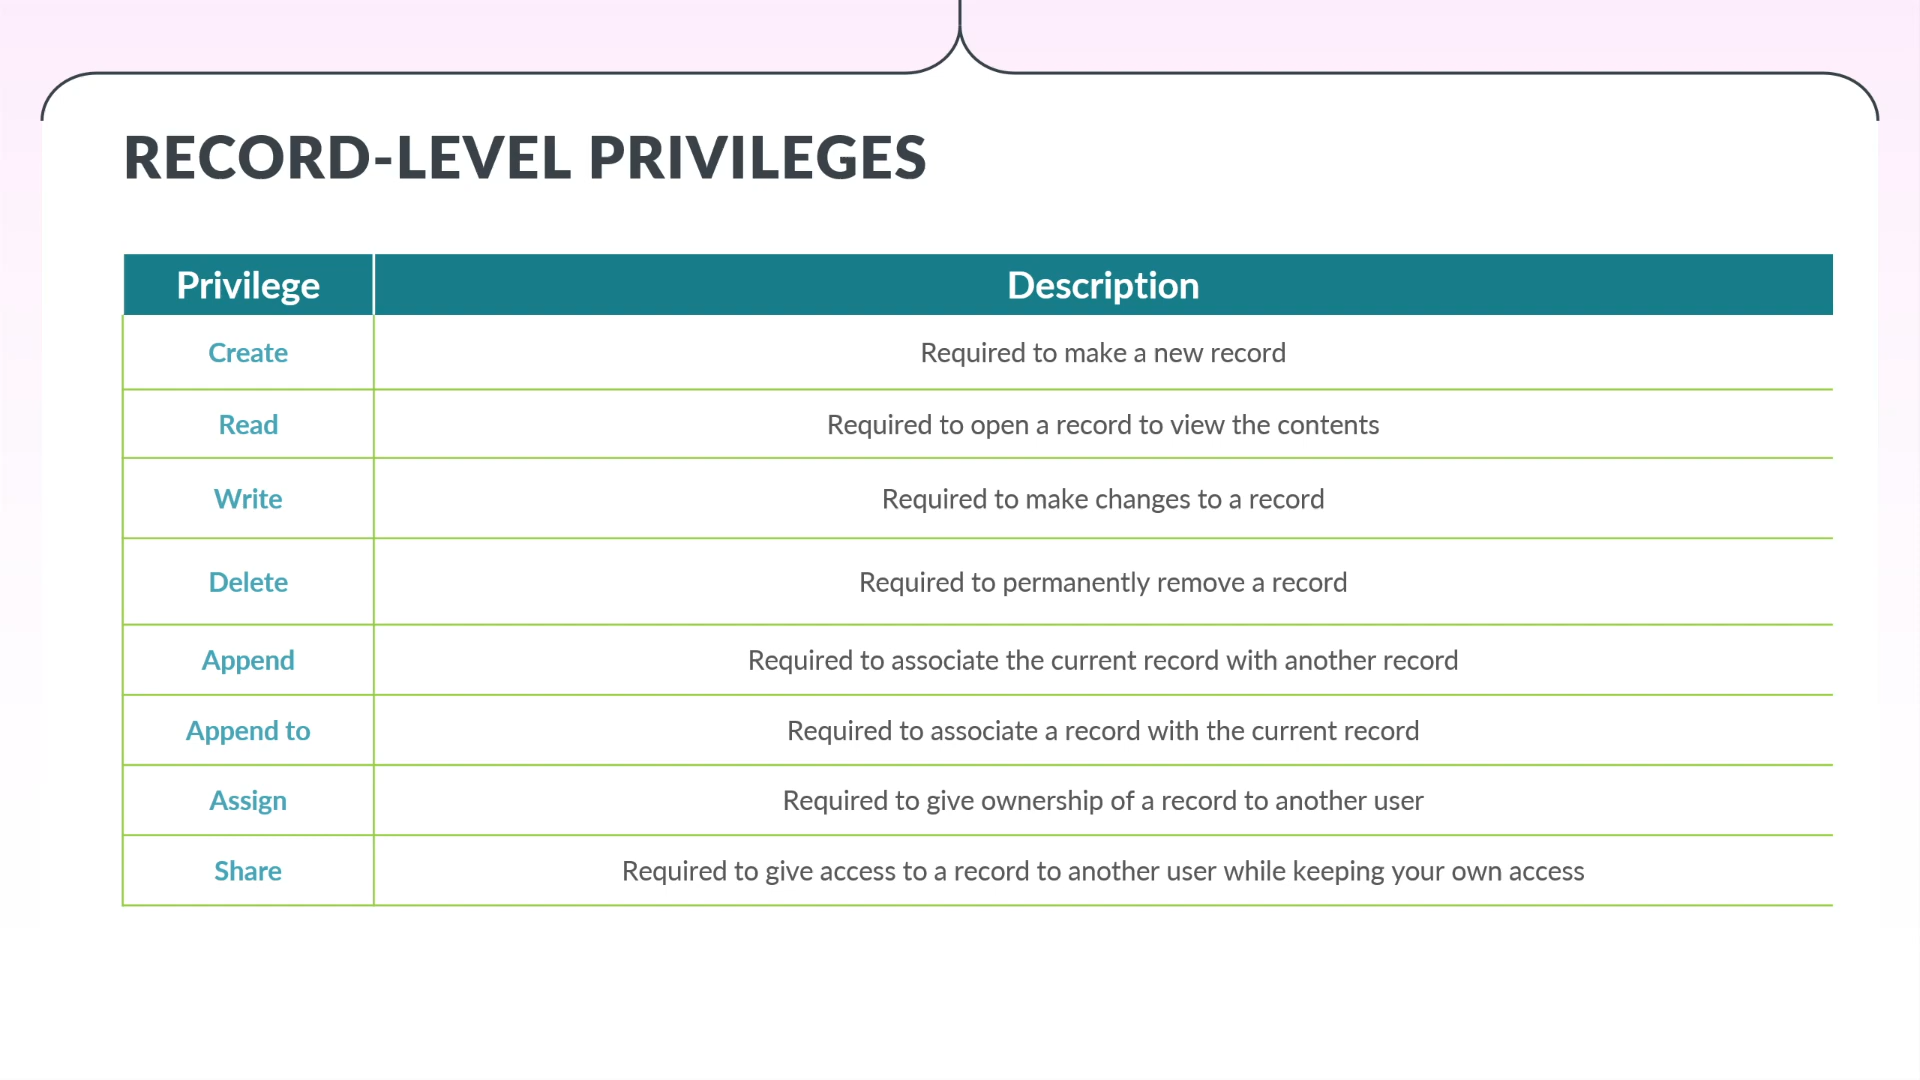 RECORD-LEVEL PRIVILEGES
Privilege Description
Create Required to make a new record
Read Required to open a record to view the contents
Write Required to make changes to a record
Delete Required to permanently remove a record
Append Required to associate the current record with another record
Append to Required to associate a record with the current record
Assign Required to give ownership of a record to another user
Share Required to give access to a record to another user while keeping your own access